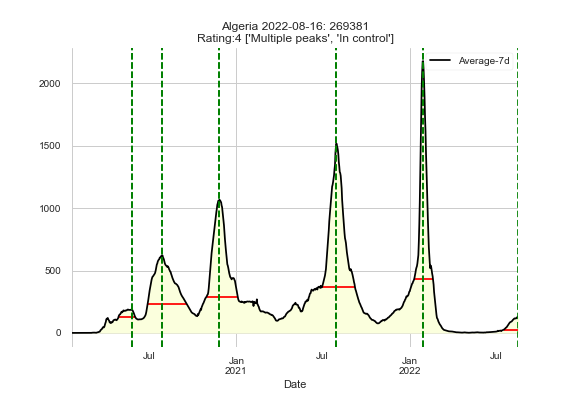 Algeria 2022-08-16: 269381
Rating:4 ['Multiple peaks', 'In control']
Average-7d
2000
1500
1000
500
0
Jul
Jan
2021
Jul
Jan
2022
Jul
Date